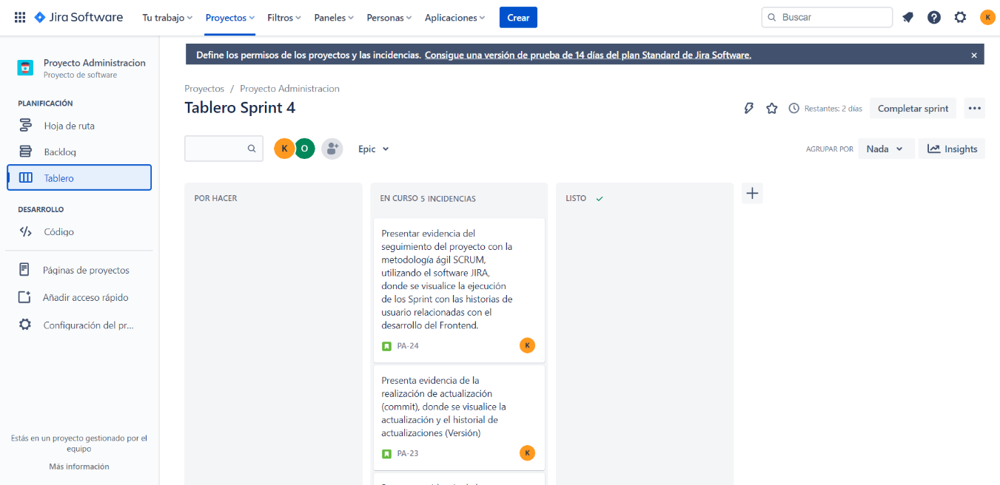 Jira Software
Tu trabajo
Proyectos
Filtros
Paneles
Personas
Aplicaciones
Crear
Buscar
K
Define los permisos de los proyectos y las incidencias. Consigue una versión de prueba de 14 días del plan Standard de Jira Software.
Proyecto Administracion
Proyecto de software
PLANIFICACIÓN
Hoja de ruta
Backlog
Tablero
DESARROLLO
Código
Páginas de proyectos
Añadir acceso rápido
Configuración del pr...
Estás en un proyecto gestionado por el
equipo
Más información
Proyectos / Proyecto Administracion
Tablero Sprint 4
Restantes: 2 días
Completar sprint
K
O
Epic
AGRUPAR POR
Nada
Insights
POR HACER
EN CURSO 5 INCIDENCIAS
Presentar evidencia del
seguimiento del proyecto con la
metodología ágil SCRUM,
utilizando el software JIRA,
donde se visualice la ejecución
de los Sprint con las historias de
usuario relacionadas con el
desarrollo del Frontend.
PA-24
K
Presenta evidencia de la
realización de actualización
(commit), donde se visualice la
actualización y el historial de
actualizaciones (Versión)
PA-23
K
LISTO